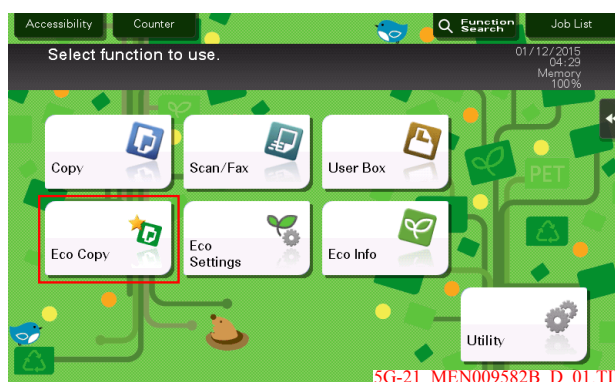 Accessibility
Counter
Function
Search
Job List
Select function to use.
01/12/2015
04:29
Memory
100%
Copy
Scan/Fax
User Box
PET
Eco Copy
Eco
Settings
Eco Info
Utility
5G-21_MEN009582B_D_01.TI